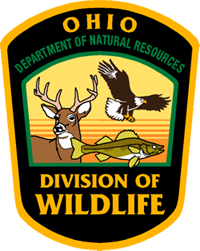 OHIO
DEPARTMENT OF NATURAL RESOURCES
DIVISION OF
WILDLIFE